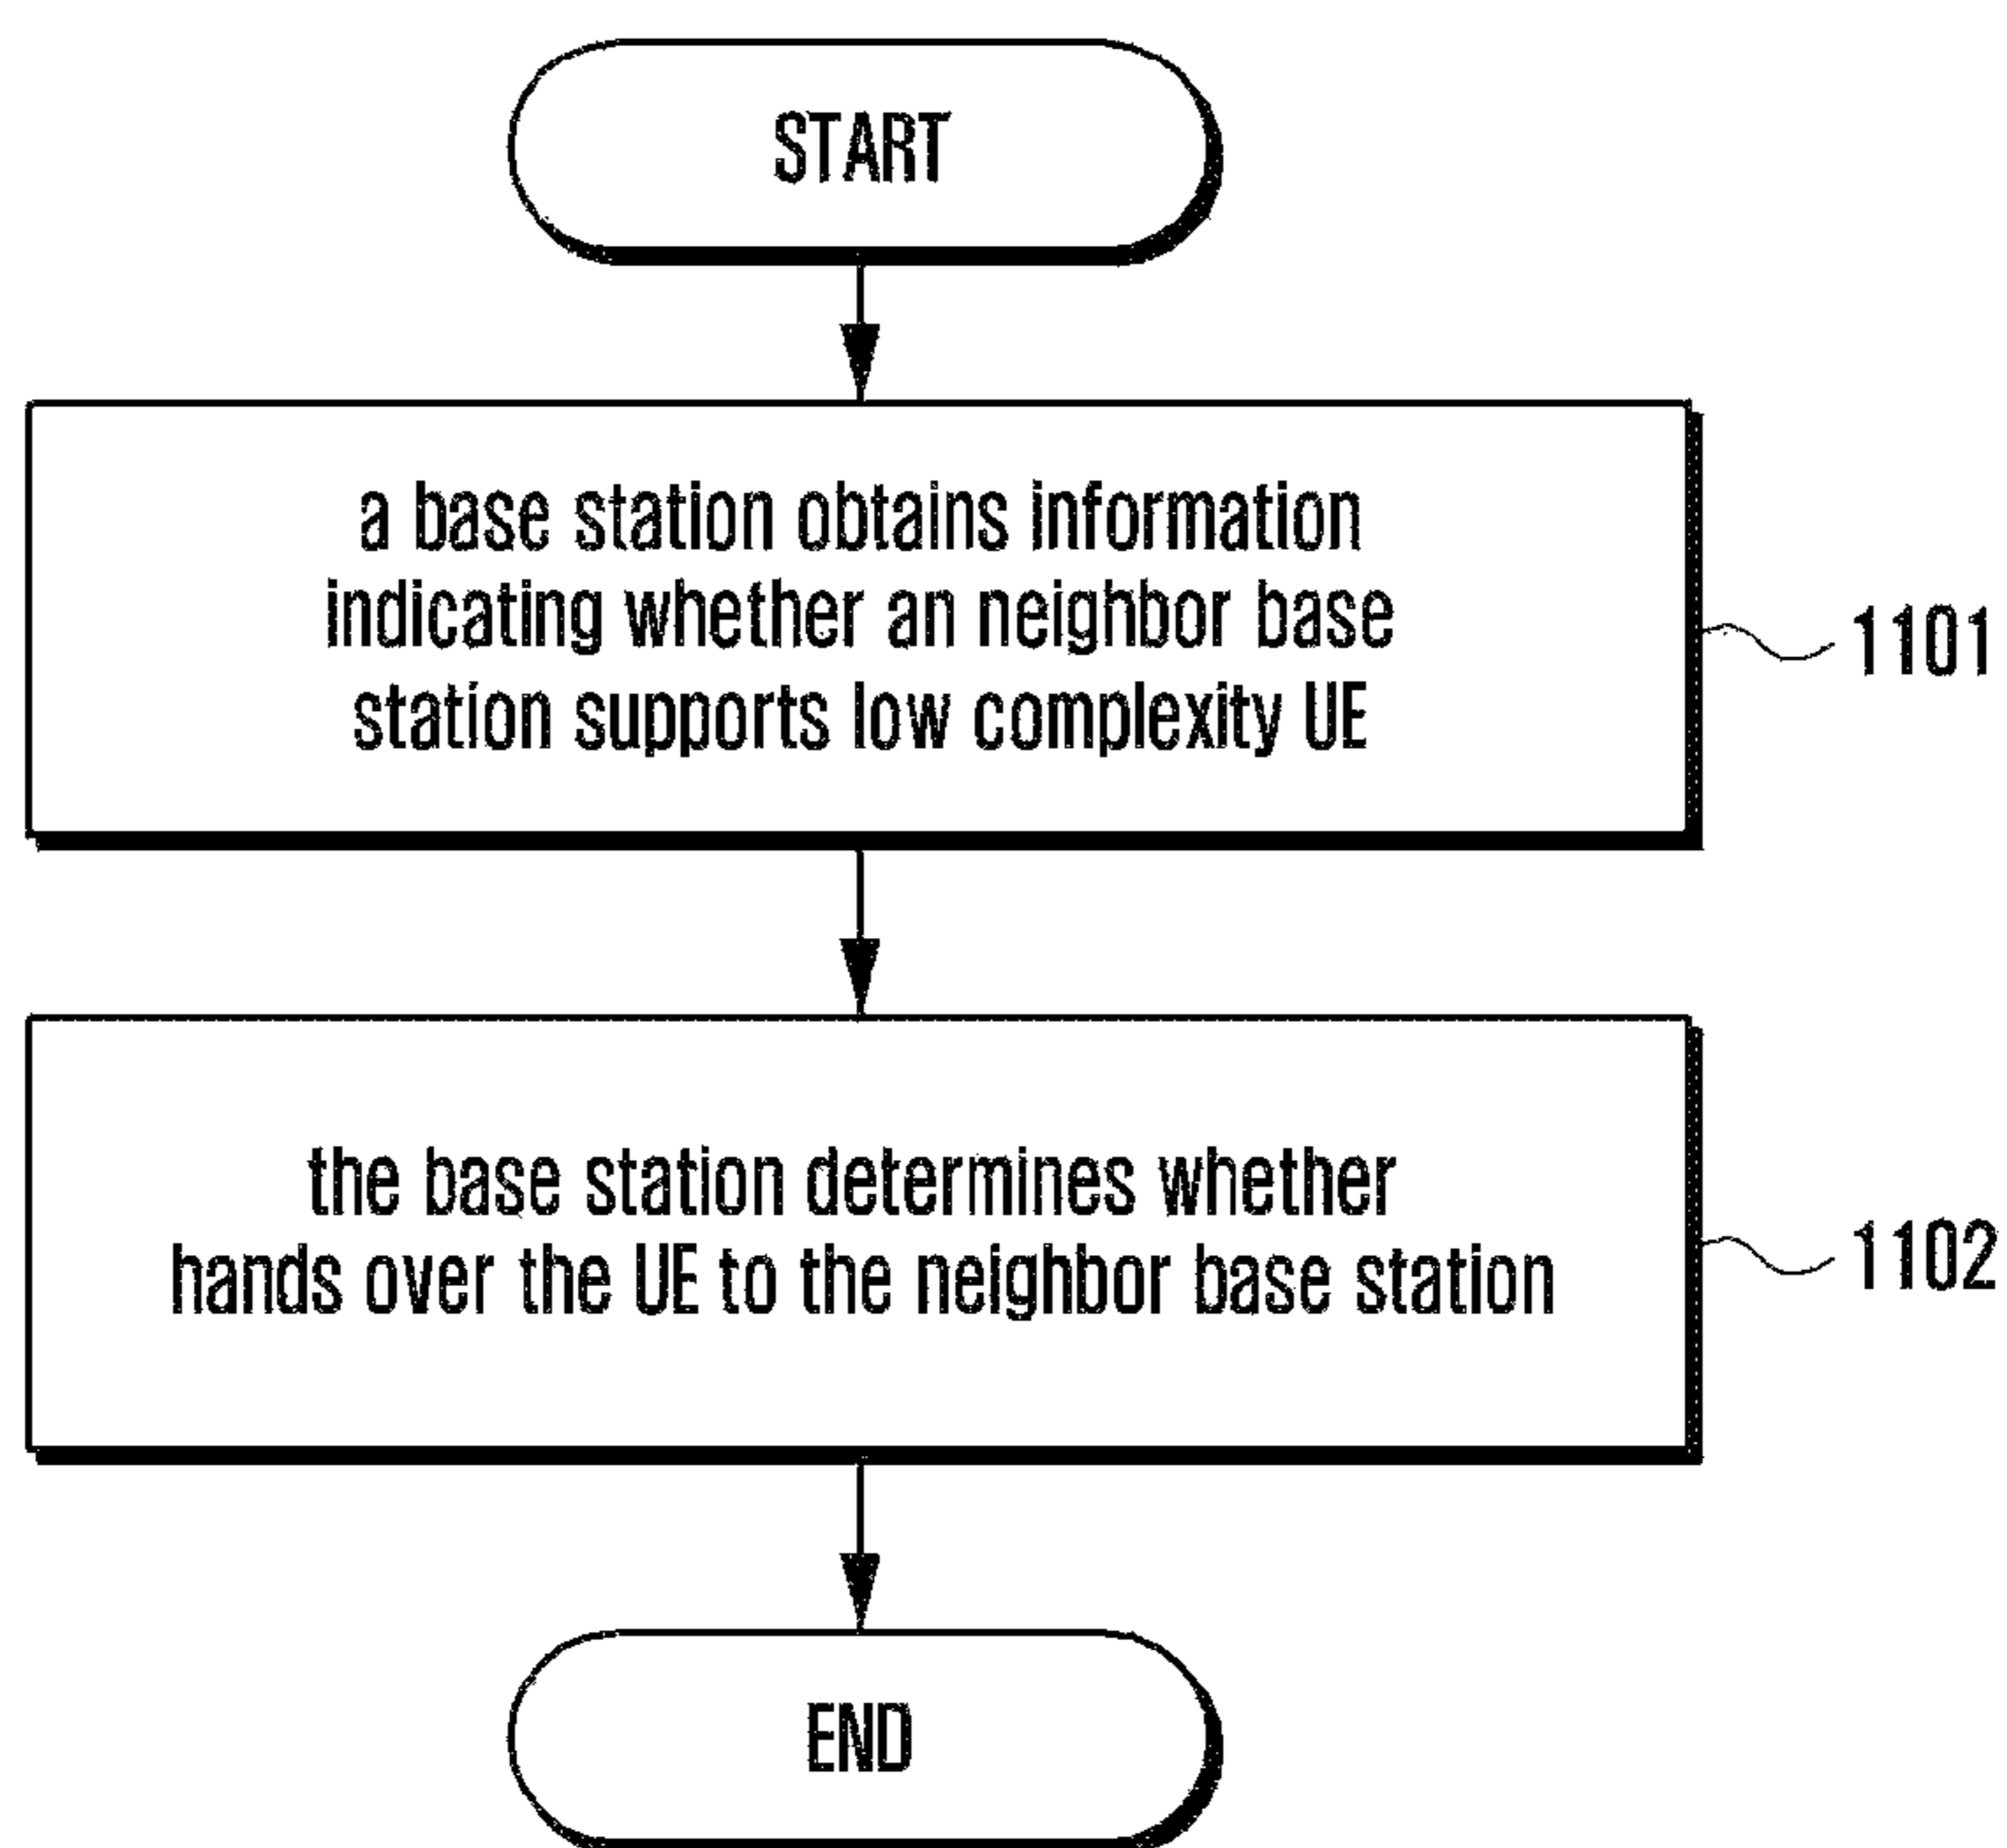 START
a base station obtains information
indicating whether an neighbor base
station supports low complexity UE
1101
the base station determines whether
hands over the UE to the neighbor base station
1102
END